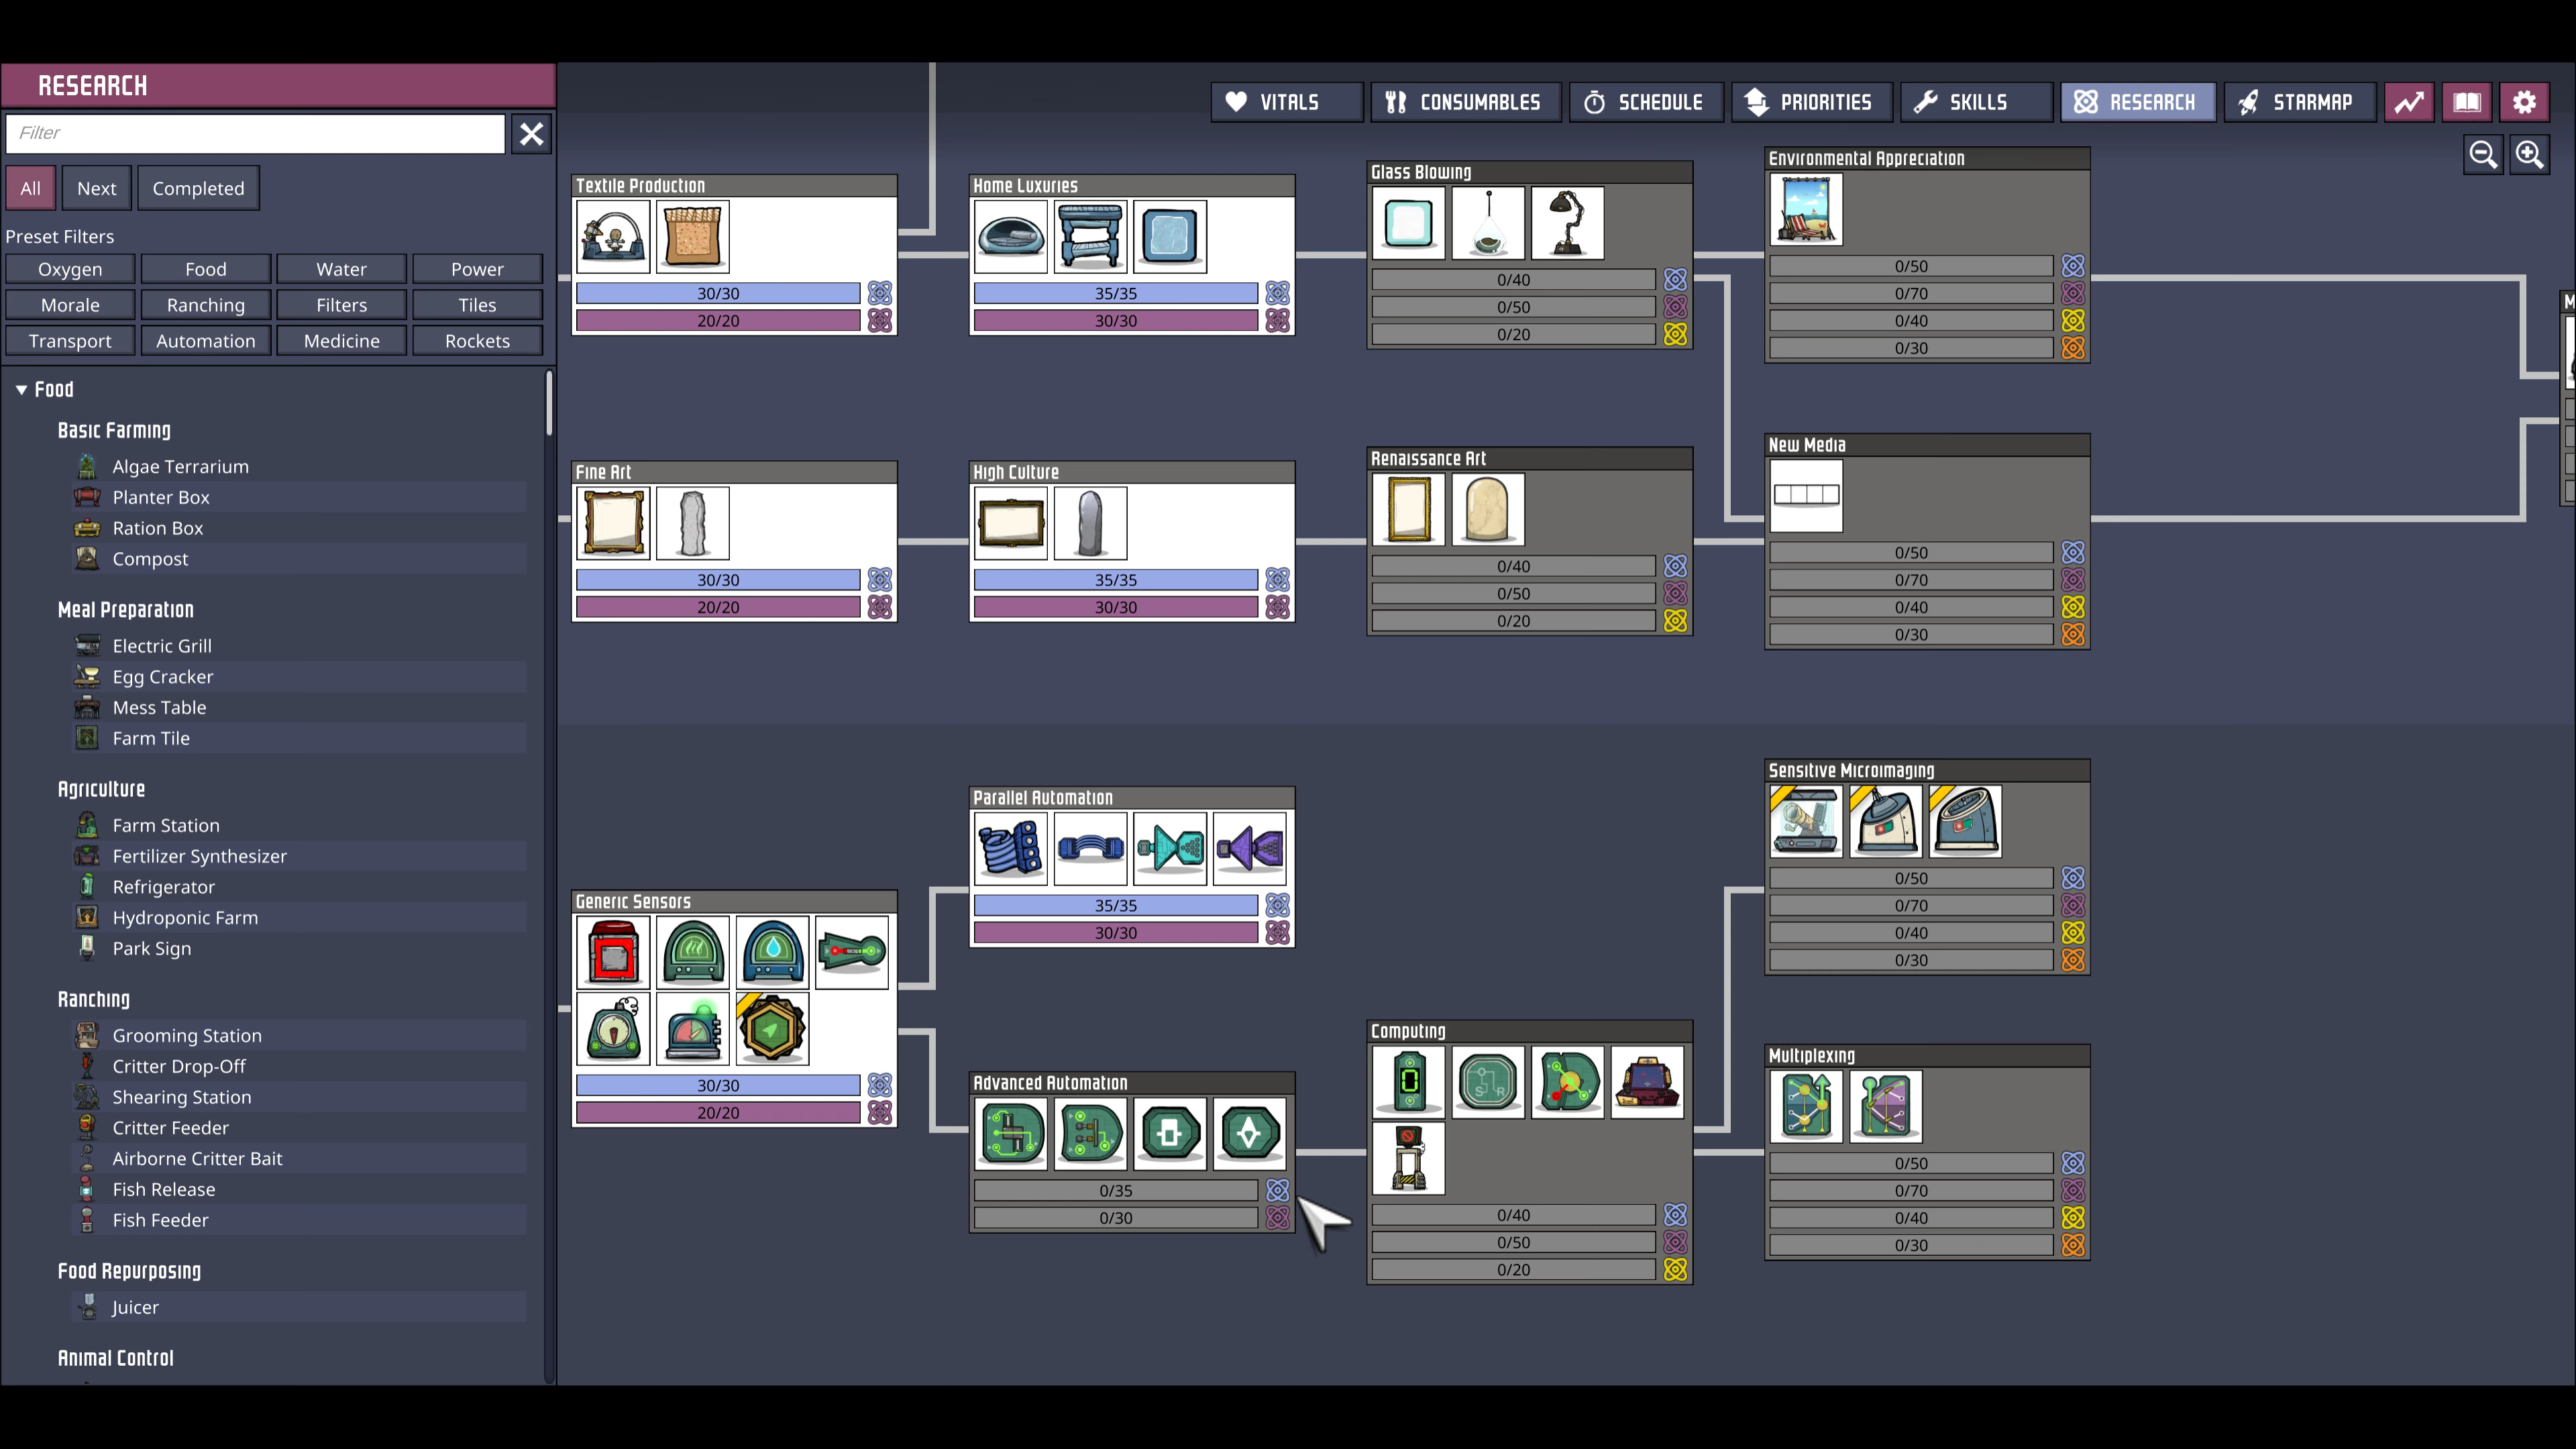 RESEARCH
VITALS
CONSUMABLES
SCHEDULE
PRIORITIES
SKILLS
RESEARCH
STARMAP
Filter
All
Next
Completed
Preset Filters
Oxygen
Food
Water
Power
Morale
Ranching
Filters
Tiles
Transport
Automation
Medicine
Rockets
Food
Basic Farming
Algae Terrarium
Planter Box
Ration Box
Compost
Meal Preparation
Electric Grill
Egg Cracker
Mess Table
Farm Tile
Agriculture
Farm Station
Fertilizer Synthesizer
Refrigerator
Hydroponic Farm
Park Sign
Ranching
Grooming Station
Critter Drop-Off
Shearing Station
Critter Feeder
Airborne Critter Bait
Fish Release
Fish Feeder
Food Repurposing
Juicer
Animal Control
Textile Production
30/30
20/20
Home Luxuries
35/35
30/30
Glass Blowing
0/40
0/50
0/20
Environmental Appreciation
0/50
0/70
0/40
0/30
M
Fine Art
30/30
20/20
High Culture
35/35
30/30
Renaissance Art
0/40
0/50
0/20
New Media
0/50
0/70
0/40
0/30
Generic Sensors
30/30
20/20
Parallel Automation
35/35
30/30
Advanced Automation
0/35
0/30
Computing
S R
0/40
0/50
0/20
Sensitive Microimaging
0/50
0/70
0/40
0/30
Multiplexing
0/50
0/70
0/40
0/30